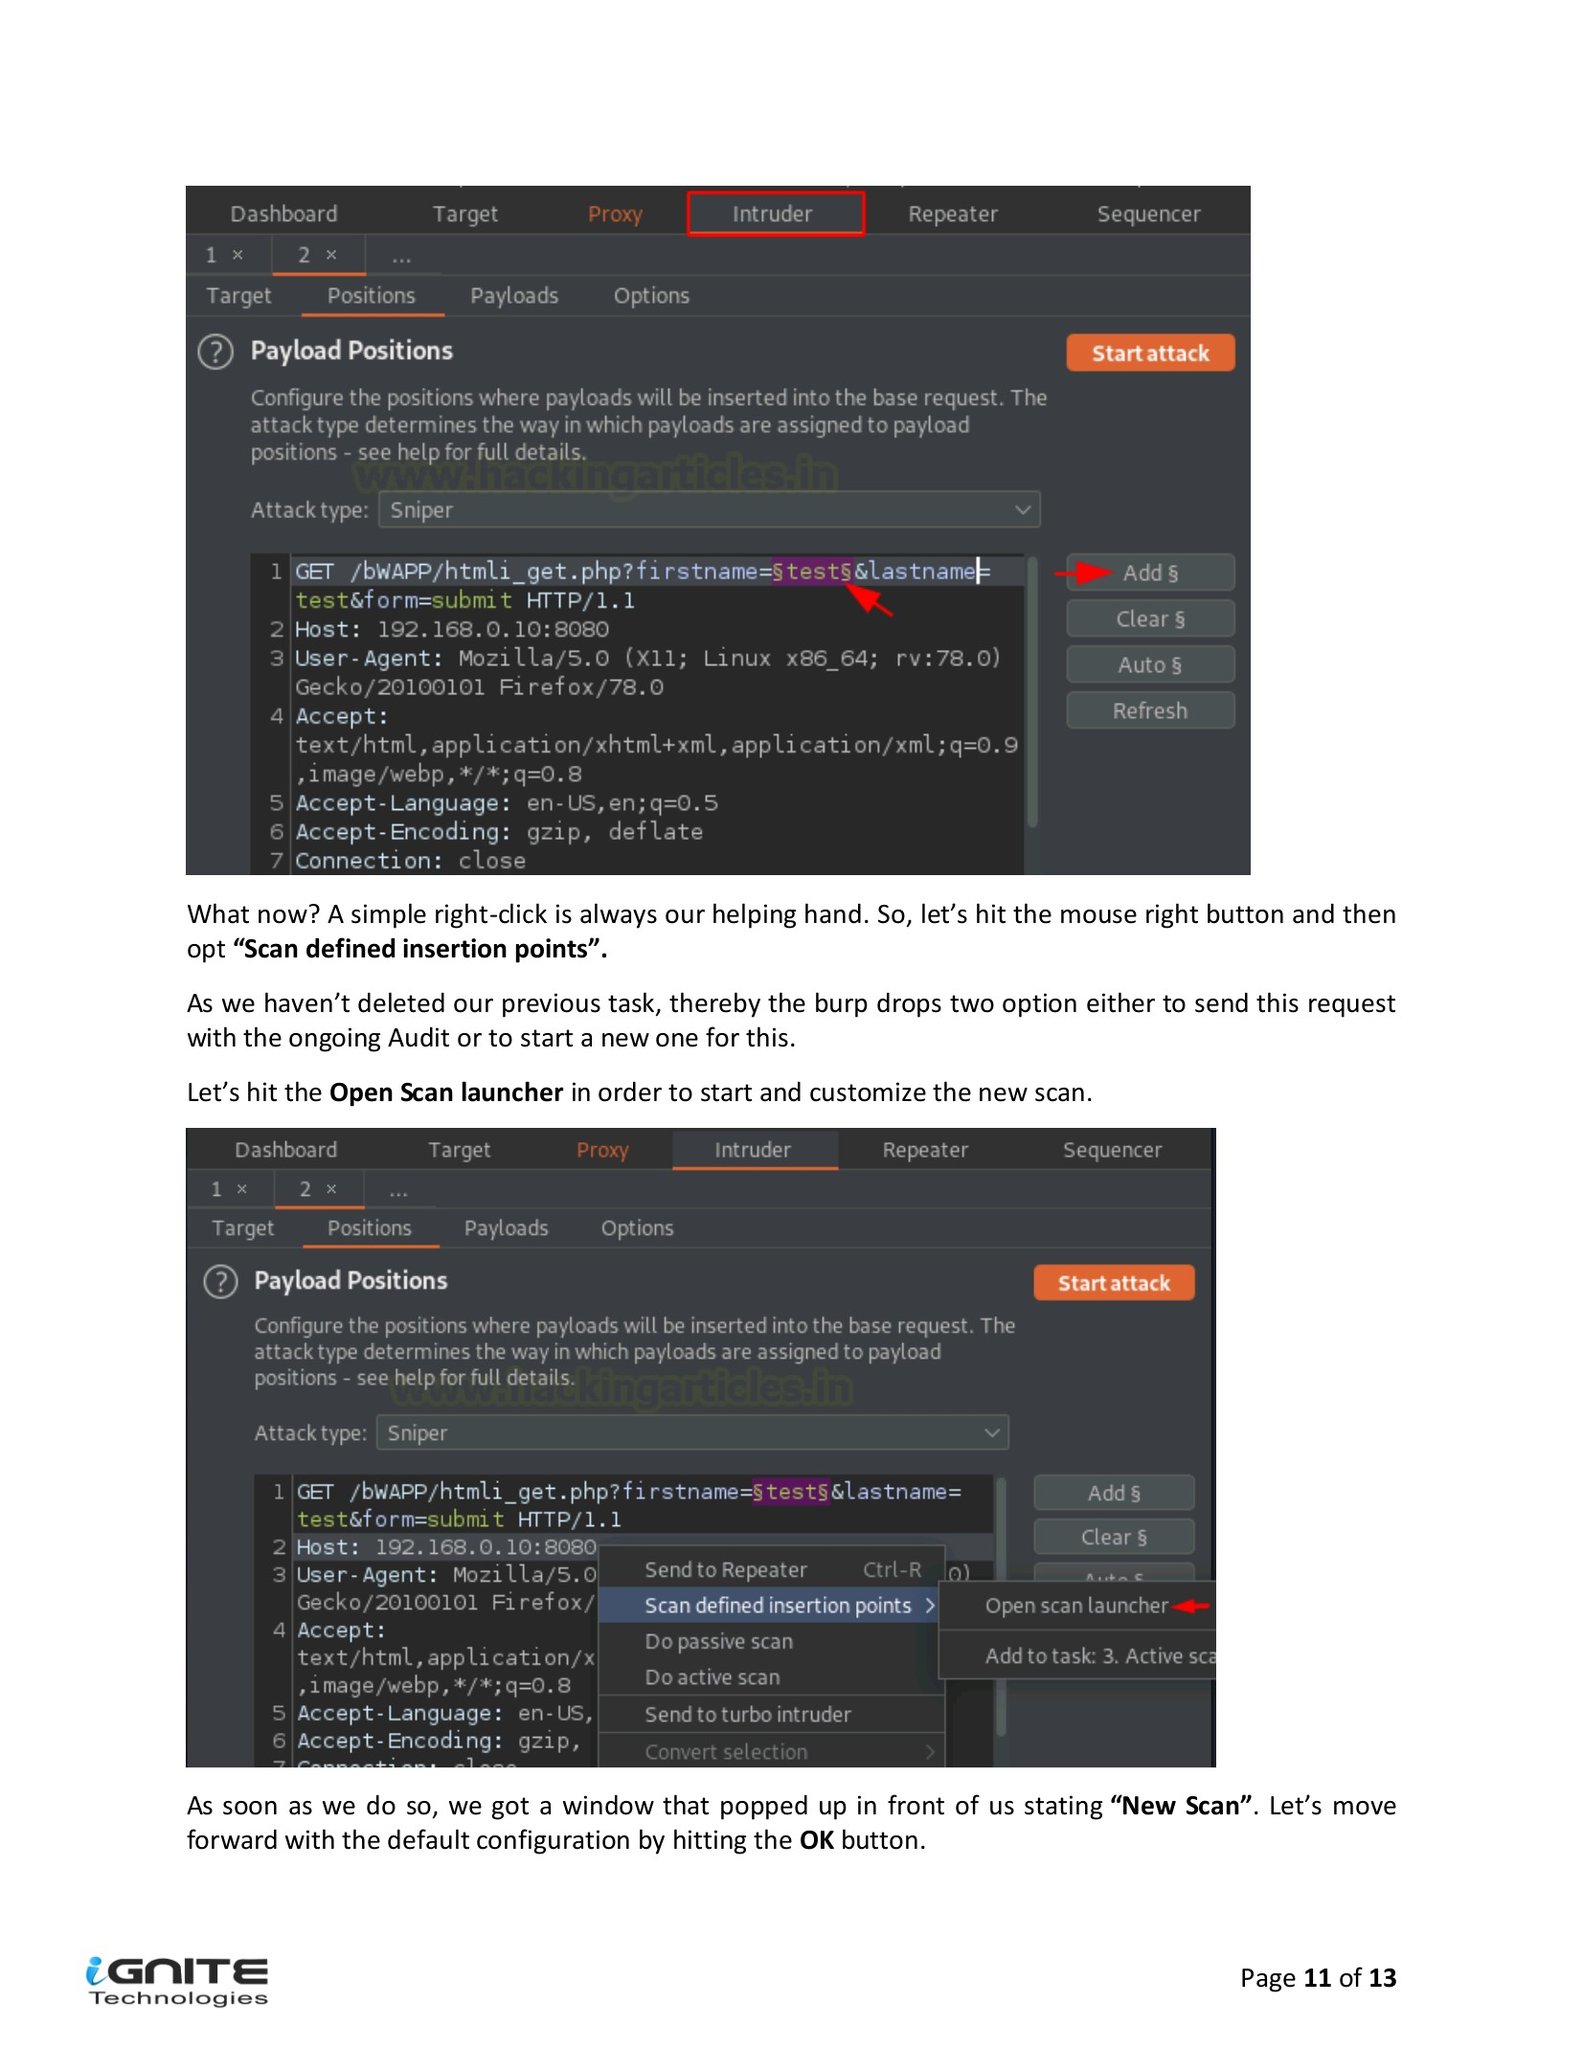 Dashboard Target Proxy Intruder Repeater Sequencer
1 × 2 × ...
Target Positions Payloads Options
? Payload Positions Start attack
Configure the positions where payloads will be inserted into the base request. The
attack type determines the way in which payloads are assigned to payload
positions - see help for full details.
www.hackingarticles.in
Attack type: Sniper
1 GET /bWAPP/htmli_get.php?firstname=§test§&lastname= Add §
test&form=submit HTTP/1.1
Clear §
2 Host: 192.168.0.10:8080
3 User-Agent: Mozilla/5.0 (X11; Linux x86_64; rv:78.0) Auto §
Gecko/20100101 Firefox/78.0
4 Accept: Refresh
text/html,application/xhtml+xml,application/xml;q=0.9
,image/webp,*/*;q=0.8
5 Accept-Language: en-US,en;q=0.5
6 Accept-Encoding: gzip, deflate
7 Connection: close
What now? A simple right-click is always our helping hand. So, let’s hit the mouse right button and then
opt “Scan defined insertion points”.
As we haven’t deleted our previous task, thereby the burp drops two option either to send this request
with the ongoing Audit or to start a new one for this.
Let’s hit the Open Scan launcher in order to start and customize the new scan.
Dashboard Target Proxy Intruder Repeater Sequencer
1 × 2 × ...
Target Positions Payloads Options
? Payload Positions Start attack
Configure the positions where payloads will be inserted into the base request. The
attack type determines the way in which payloads are assigned to payload
positions - see help for full details.
www.hackingarticles.in
Attack type: Sniper
1 GET /bWAPP/htmli_get.php?firstname=§test§&lastname= Add §
test&form=submit HTTP/1.1
Clear §
2 Host: 192.168.0.10:8080
3 User-Agent: Mozilla/5.0 0) Auto §
Gecko/20100101 Firefox/
4 Accept:
text/html,application/x
,image/webp,*/*;q=0.8
5 Accept-Language: en-US,
6 Accept-Encoding: gzip,
7 Connection: close
Send to Repeater Ctrl-R
Scan defined insertion points >
Do passive scan
Do active scan
Send to turbo intruder
Convert selection >
Open scan launcher
Add to task: 3. Active sca
As soon as we do so, we got a window that popped up in front of us stating “New Scan”. Let’s move
forward with the default configuration by hitting the OK button.
iGNITE
Technologies
Page 11 of 13